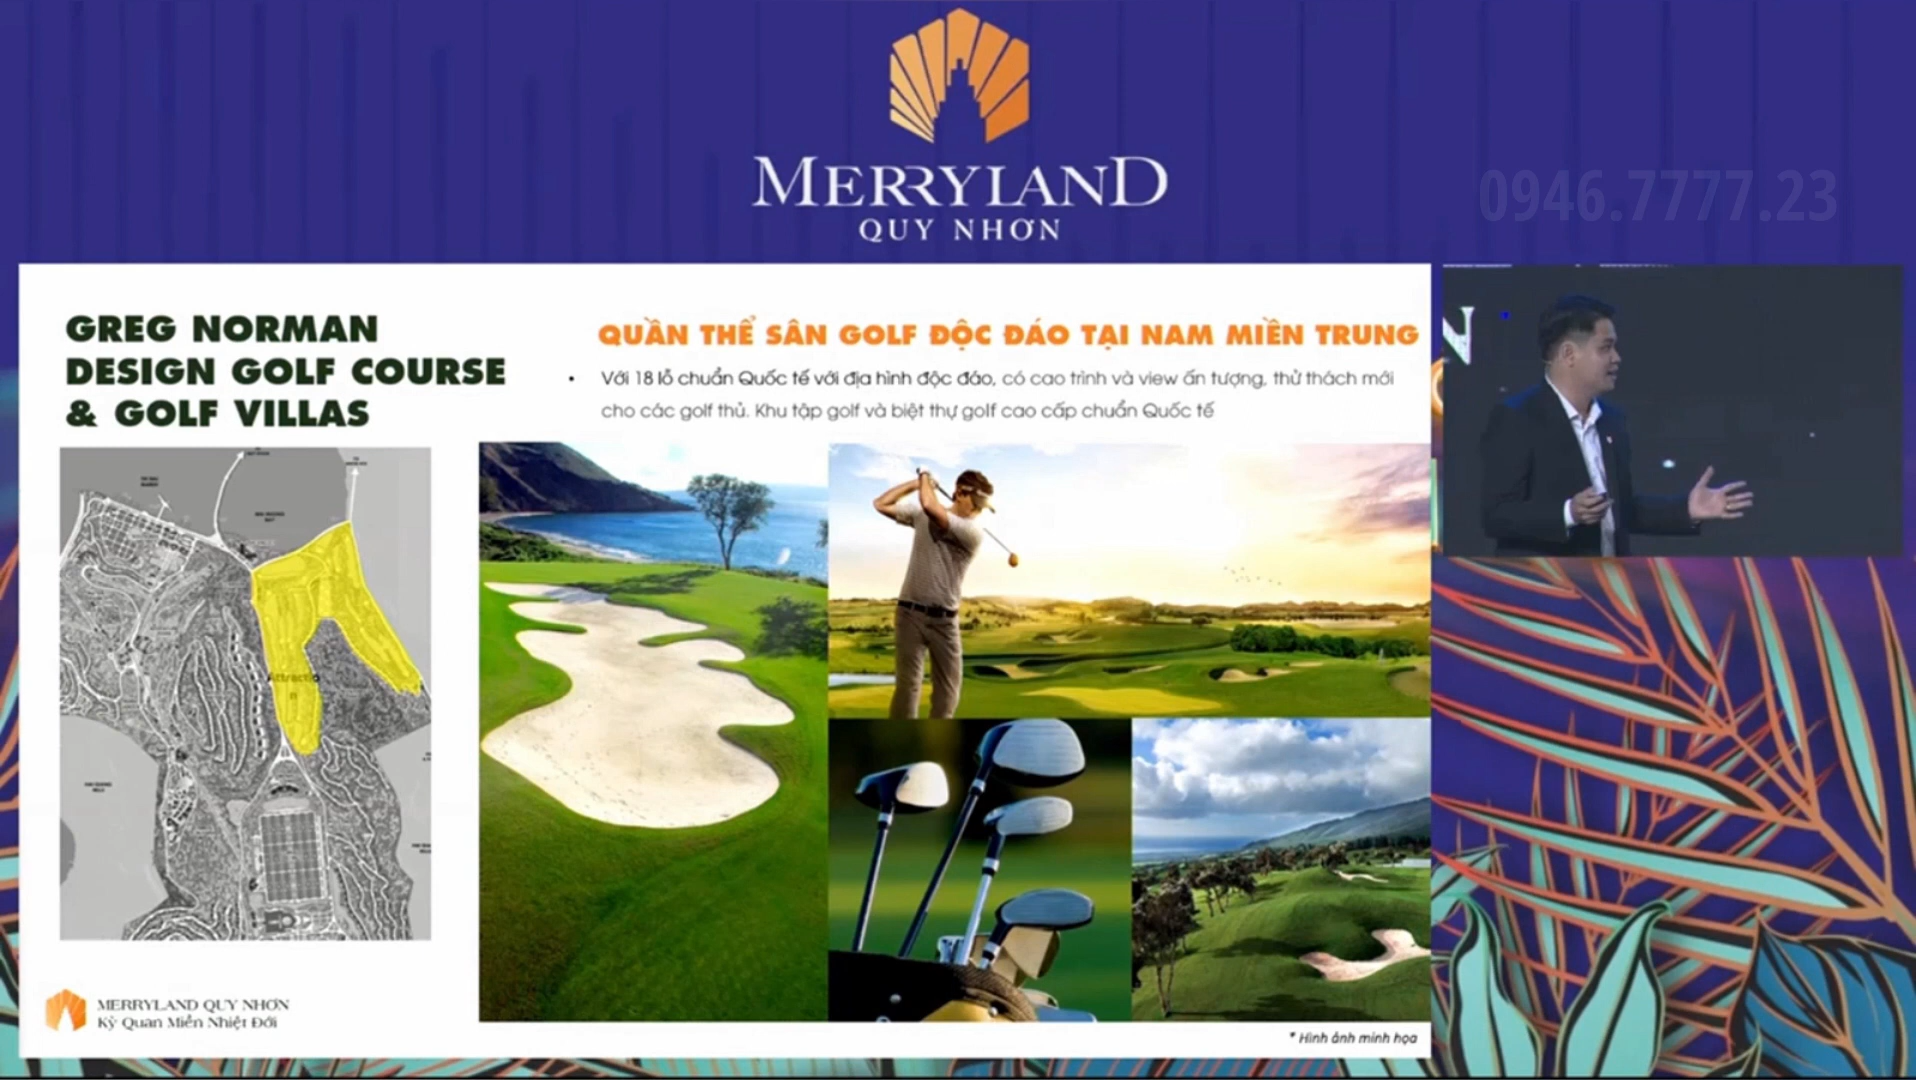 MERRYLAND
QUY NHƠN
0946.7777.23
GREG NORMAN
DESIGN GOLF COURSE
& GOLF VILLAS
QUẦN THỂ SÂN GOLF ĐỘC ĐÁO TẠI NAM MIỀN TRUNG
• Với 18 lỗ chuẩn Quốc tế với địa hình độc đáo, có cao trình và view ấn tượng, thử thách mới
cho các golf thủ. Khu tập golf và biệt thự golf cao cấp chuẩn Quốc tế
N
Attractio
n
MERRYLAND QUY NHƠN
Kỳ Quan Miền Nhiệt Đới
* Hình ảnh minh họa